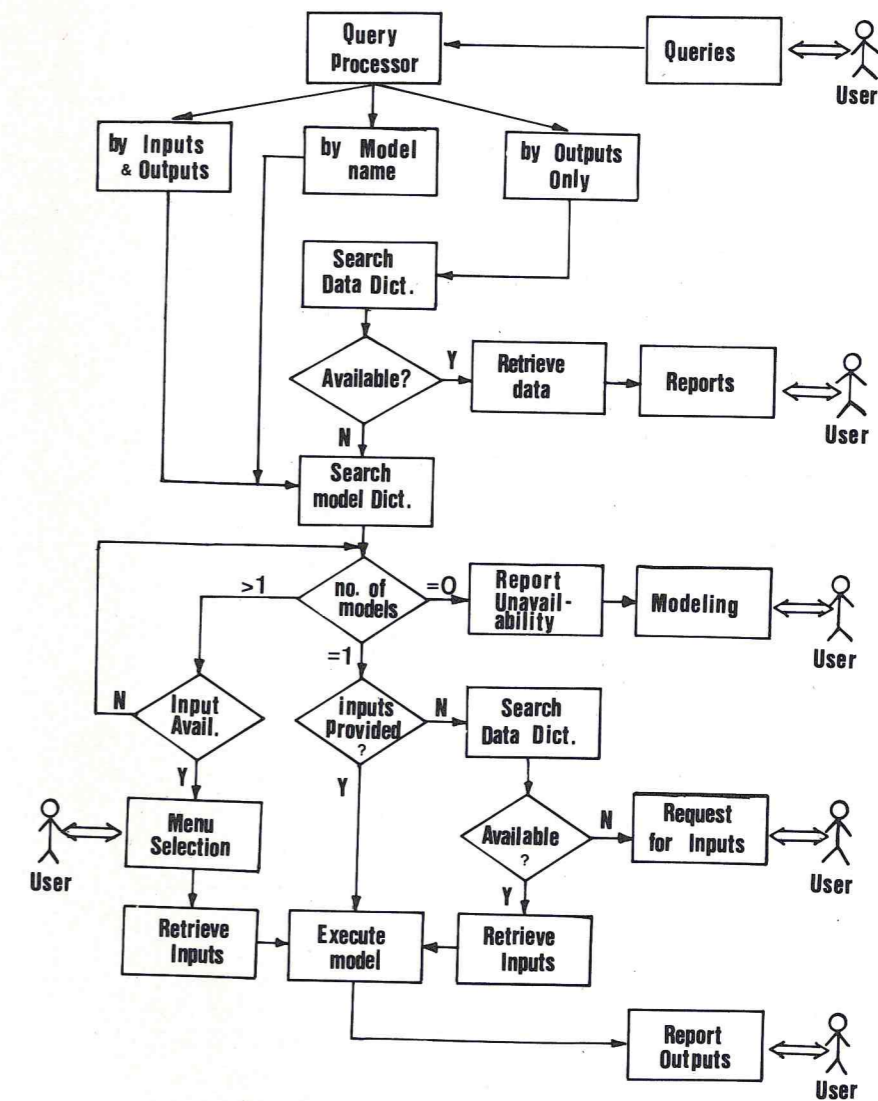 Query
Processor
Queries
User
by Inputs
& Outputs
by Model
name
by Outputs
Only
Search
Data Dict.
Available?
Y
Retrieve
data
Reports
User
N
Search
model Dict.
>1
no. of
models
=0
Report
Unavail-
ability
Modeling
User
=1
N
Input
Avail.
inputs
Provided
?
N
Search
Data Dict.
Y
Y
User
Menu
Selection
Available
?
N
Request
for Inputs
User
Y
Retrieve
Inputs
Execute
model
Retrieve
Inputs
Report
Outputs
User